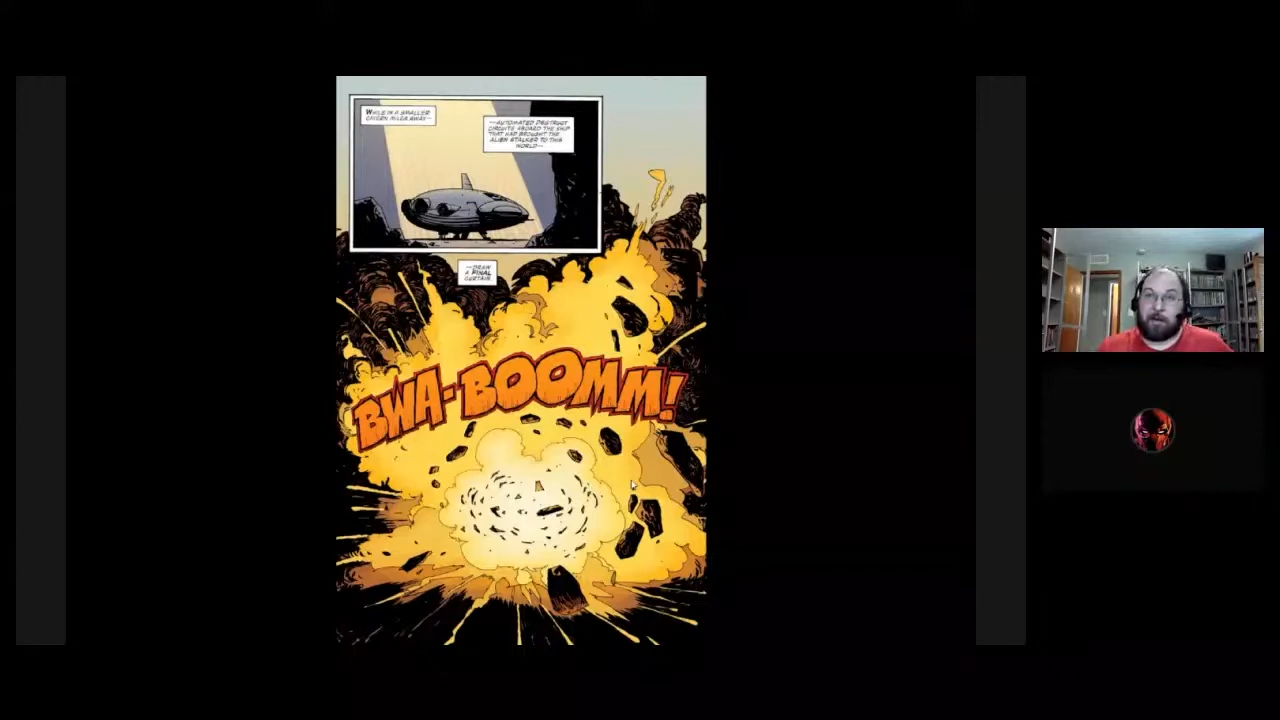 WHILE IN A SMALLER
CAVERN MILES AWAY--
--AUTOMATED DESTRUCT
CIRCUITS ABOARD THE SHIP
THAT HAD BROUGHT THE
ALIEN STALKER TO THIS
WORLD--
--DRAW
A FINAL
CURTAIN.
BWA-BOOMM!